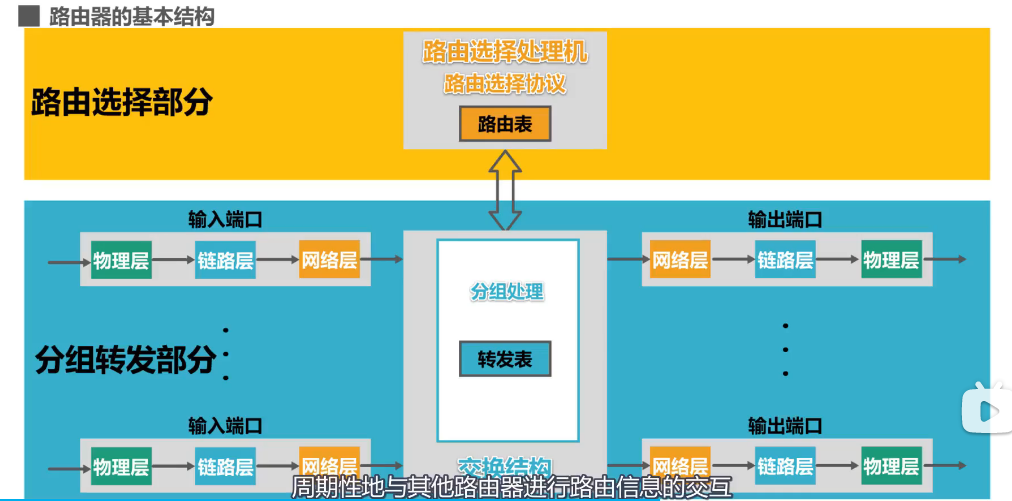 路由器的基本结构
路由选择部分
路由选择处理机
路由选择协议
路由表
输入端口
物理层 链路层 网络层
输出端口
网络层 链路层 物理层
分组处理
转发表
交换结构
分组转发部分
输入端口
物理层 链路层 网络层
输出端口
网络层 链路层 物理层
周期性地与其他路由器进行路由信息的交互